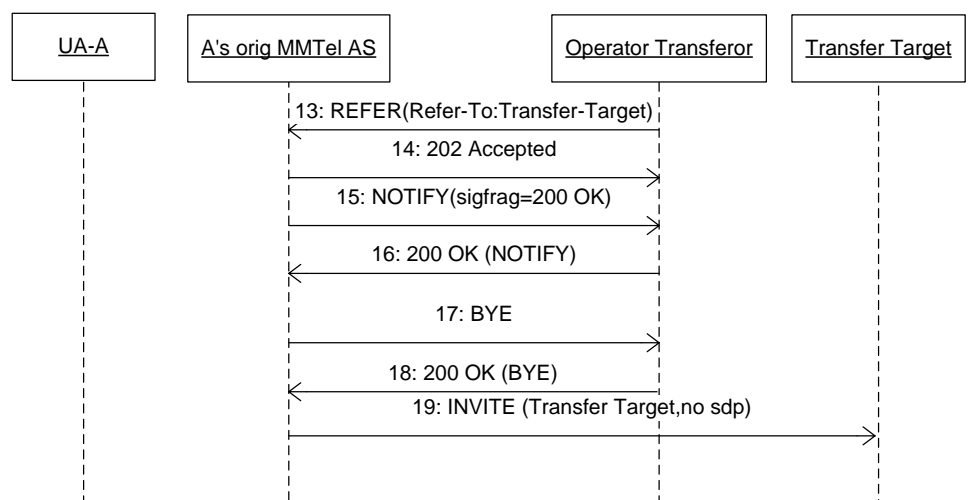 UA-A
A's orig MMTel AS
Operator Transferor
Transfer Target
13: REFER(Refer-To:Transfer-Target)
14: 202 Accepted
15: NOTIFY(sigfrag=200 OK)
16: 200 OK (NOTIFY)
17: BYE
18: 200 OK (BYE)
19: INVITE (Transfer Target,no sdp)